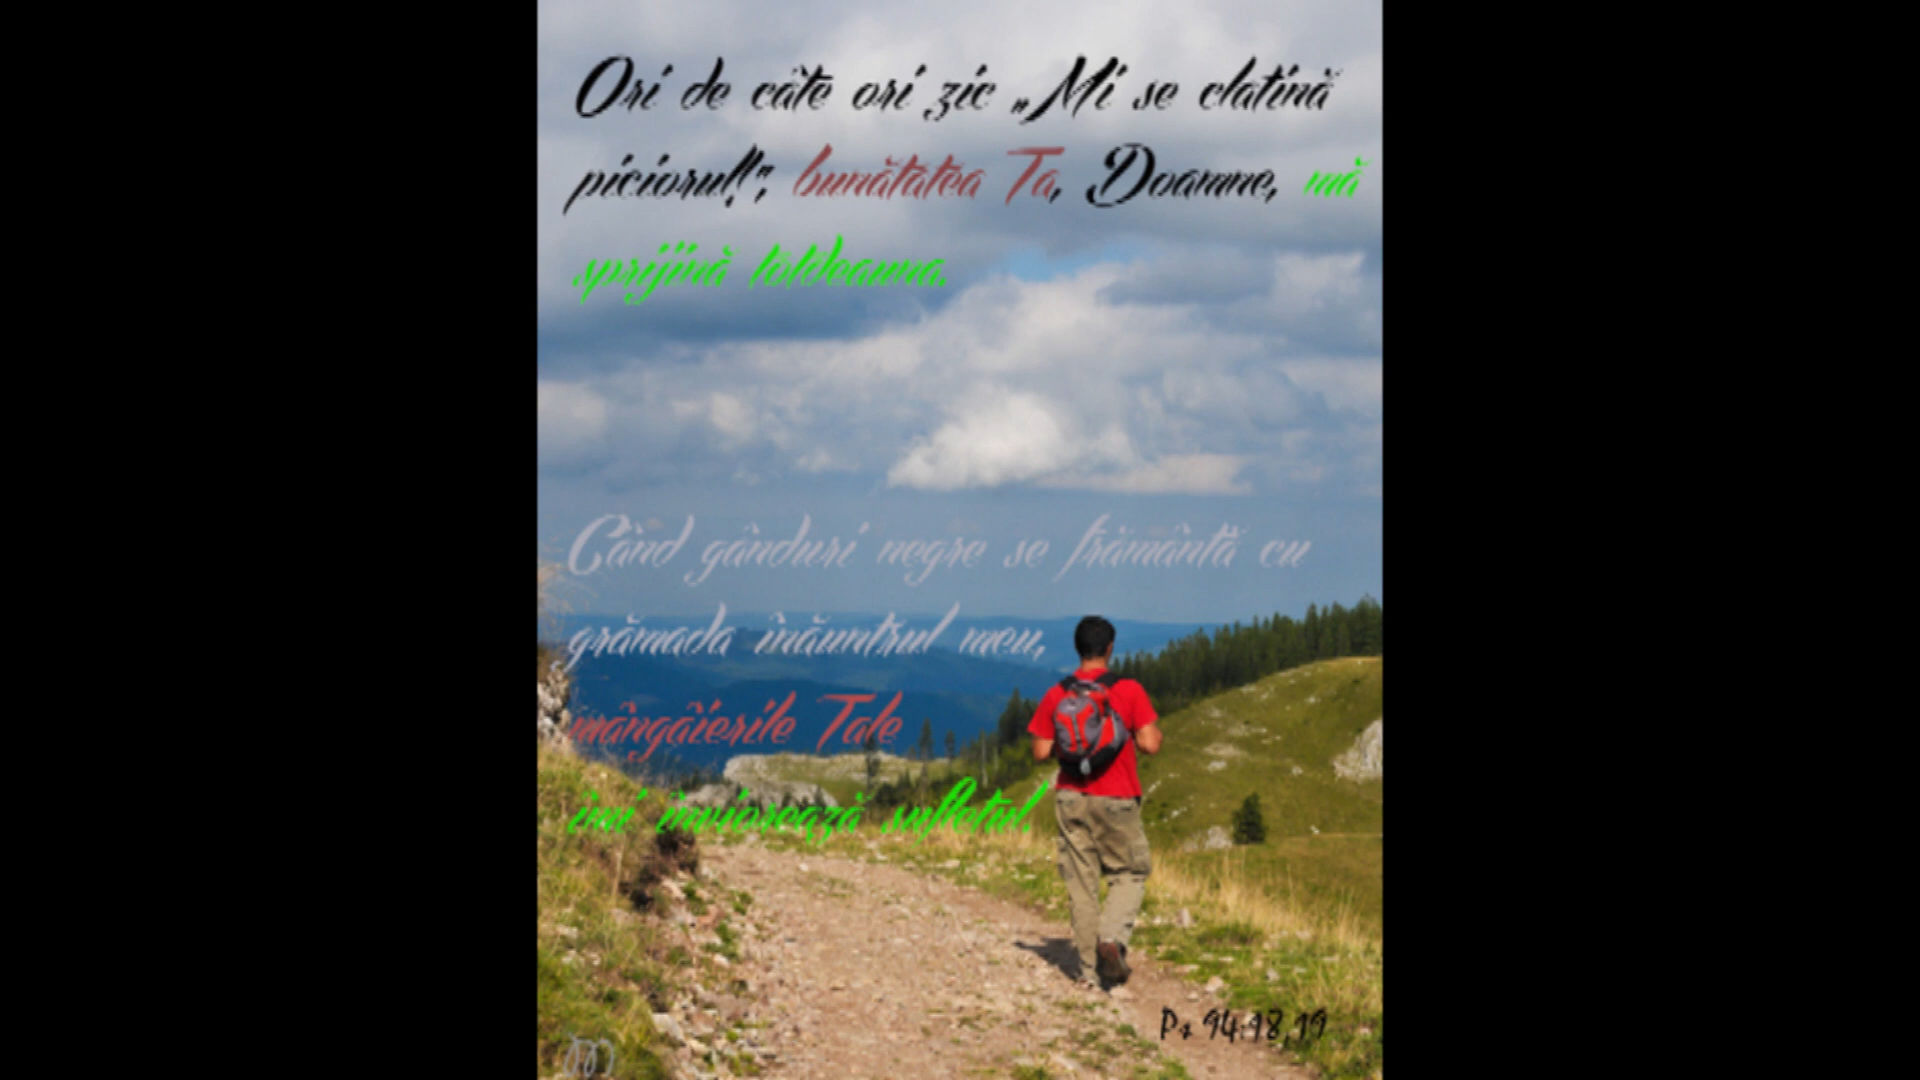 Ori de câte ori zic „Mi se clatină
piciorul!”, bunătatea Ta, Doamne, mă
sprijină totdeauna.
Când gânduri negre se frământă cu
grămada înăuntrul meu,
mângâierile Tale
îmi înviorează sufletul.
Ps 94:18,19
m